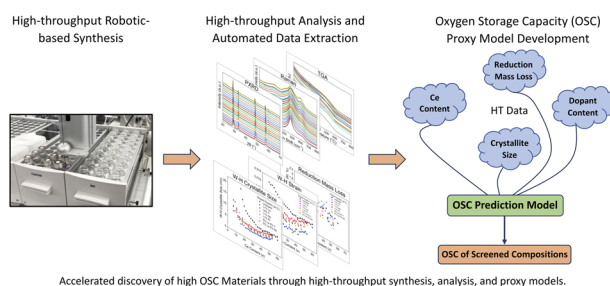 High-throughput Robotic-
based Synthesis
High-throughput Analysis and
Automated Data Extraction
PXRD
Raman
TGA
W-H Crystallite Size
W-H Strain
Reduction Mass Loss
Oxygen Storage Capacity (OSC)
Proxy Model Development
Reduction
Mass Loss
Ce
Content
HT Data
Dopant
Content
Crystallite
Size
OSC Prediction Model
OSC of Screened Compositions
Accelerated discovery of high OSC Materials through high-throughput synthesis, analysis, and proxy models.